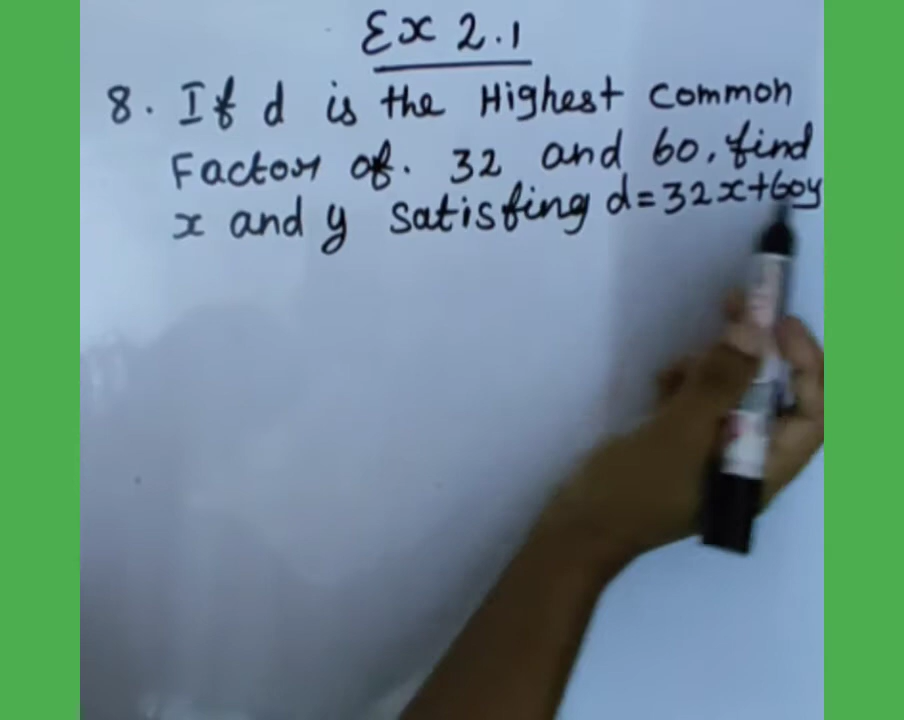 Ex 2.1
8. If d is the Highest common
Factor of. 32 and 60, find
x and y satisfing d=32x+60y